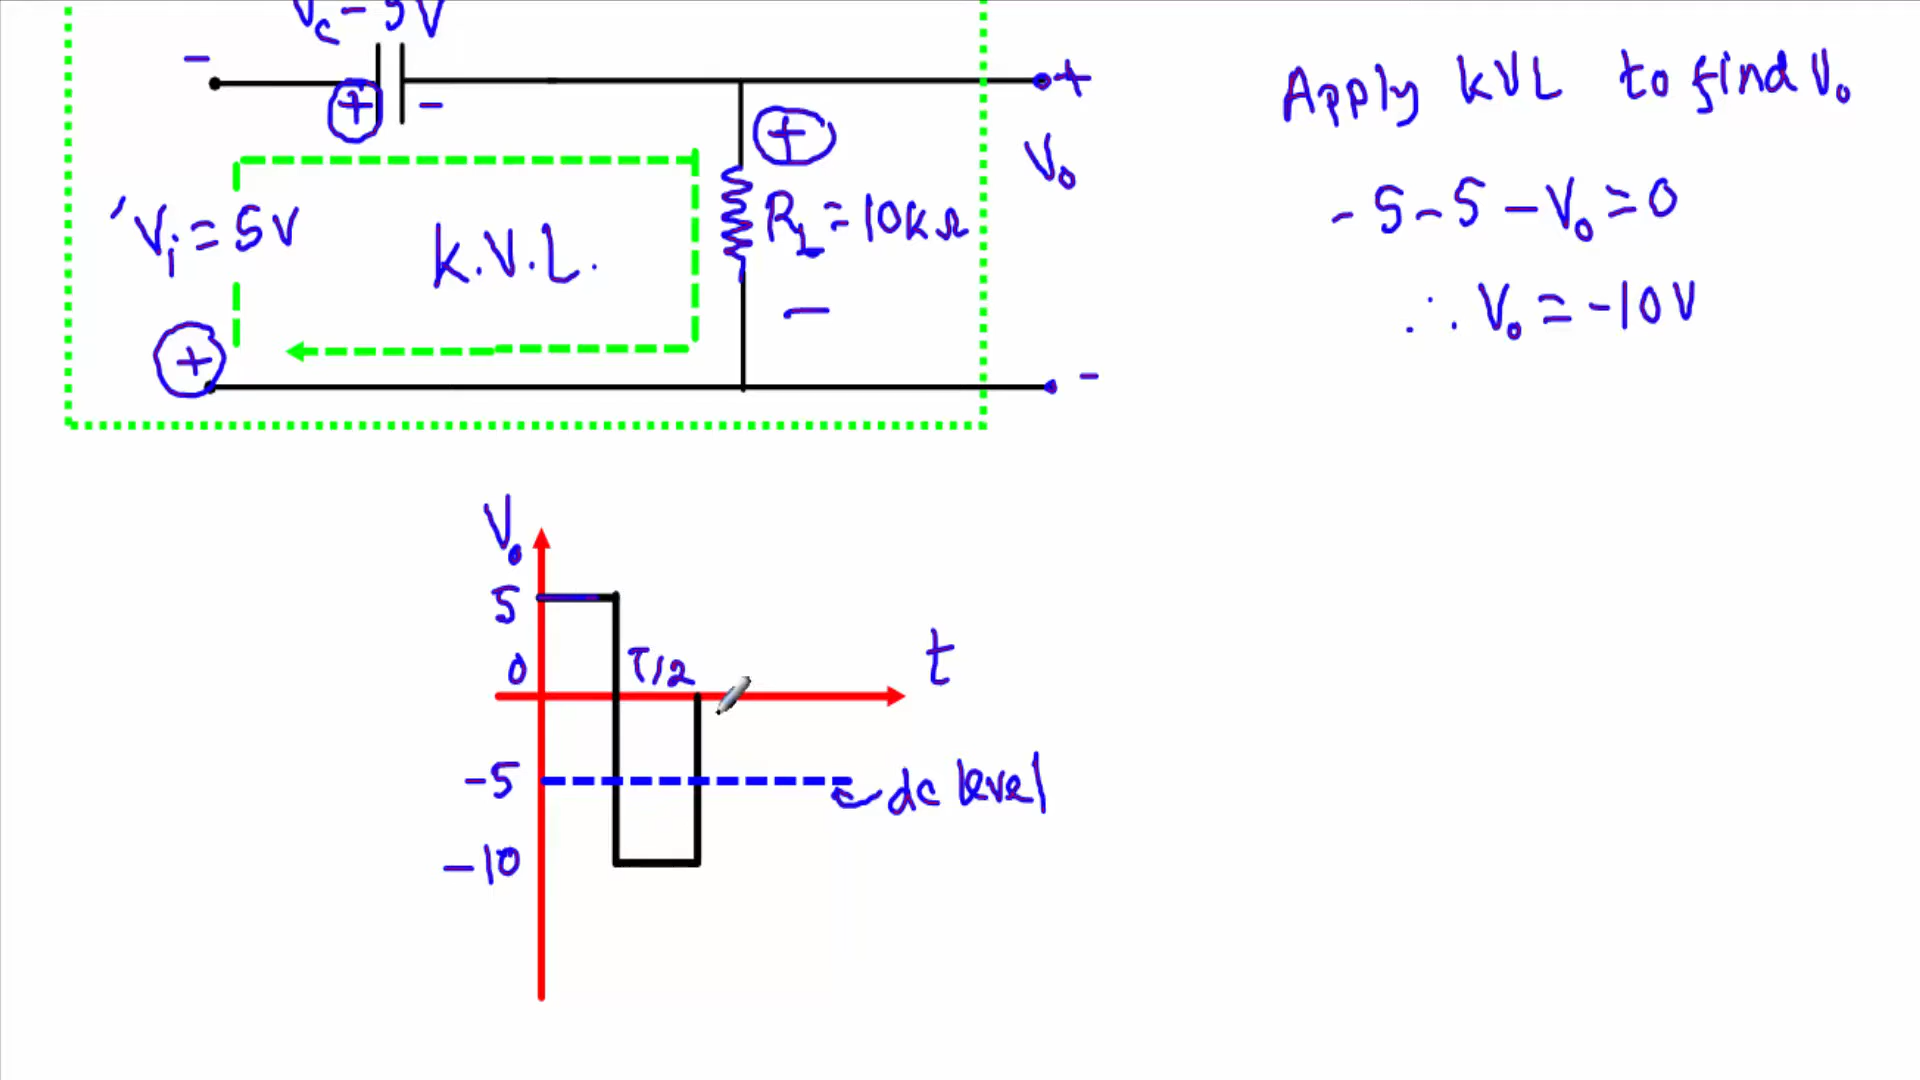 Vc = 5V
-
+
-
+
Vo
+
Vi = 5V
K.V.L.
RL = 10kΩ
-
+
-
Apply KVL to find Vo
- 5 - 5 - Vo = 0
∴ Vo = -10V
Vo
5
0
T/2
t
-5
dc level
-10